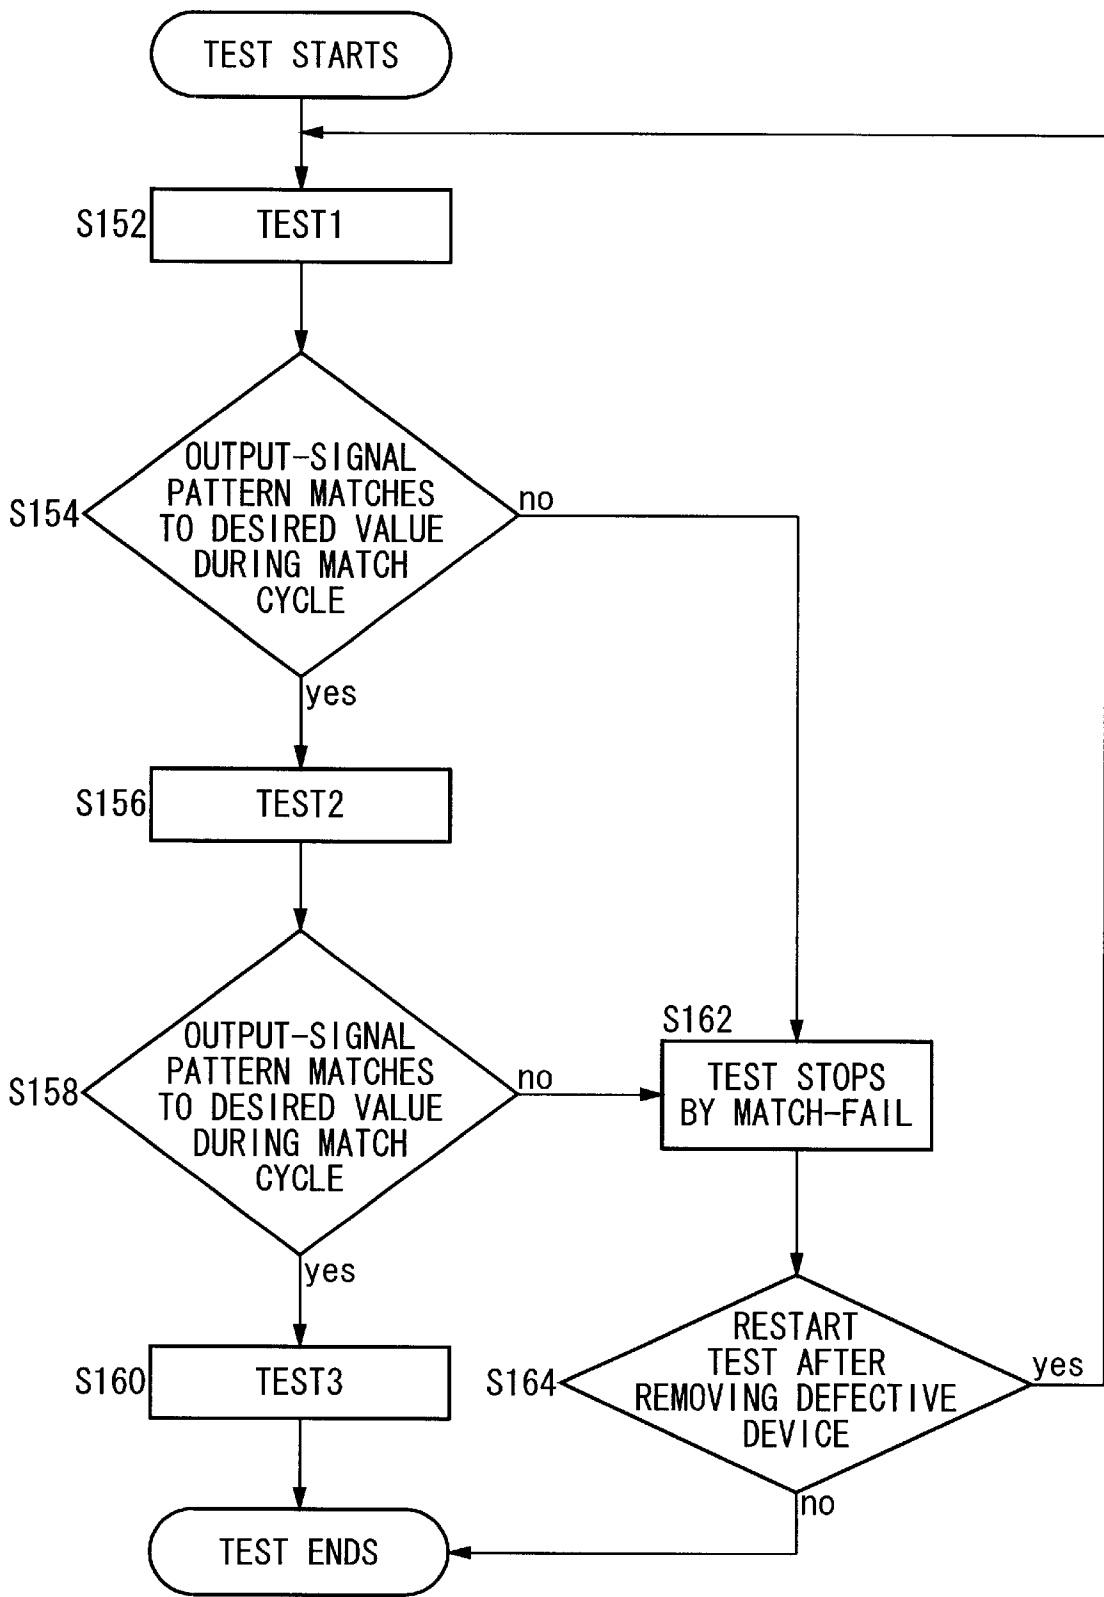 TEST STARTS
S152
TEST1
S154
OUTPUT-SIGNAL
PATTERN MATCHES
TO DESIRED VALUE
DURING MATCH
CYCLE
no
yes
S156
TEST2
S158
OUTPUT-SIGNAL
PATTERN MATCHES
TO DESIRED VALUE
DURING MATCH
CYCLE
no
yes
S162
TEST STOPS
BY MATCH-FAIL
S160
TEST3
S164
RESTART
TEST AFTER
REMOVING DEFECTIVE
DEVICE
yes
no
TEST ENDS